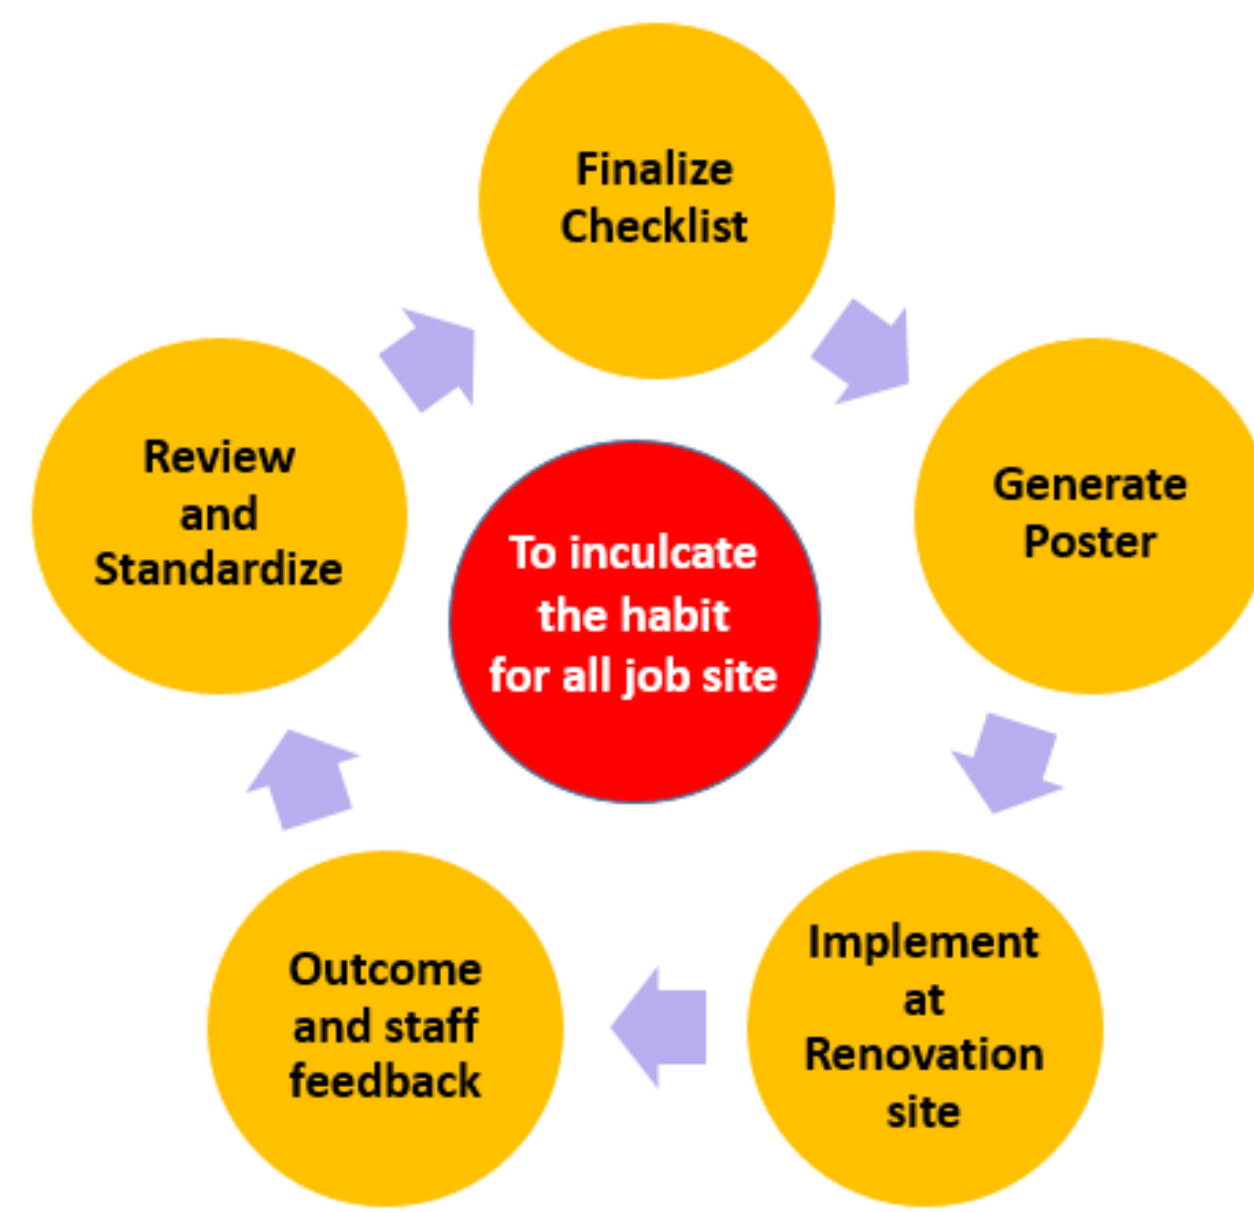 Finalize
Checklist
Generate
Poster
Implement
at
Renovation
site
Outcome
and staff
feedback
Review
and
Standardize
To inculcate
the habit
for all job site